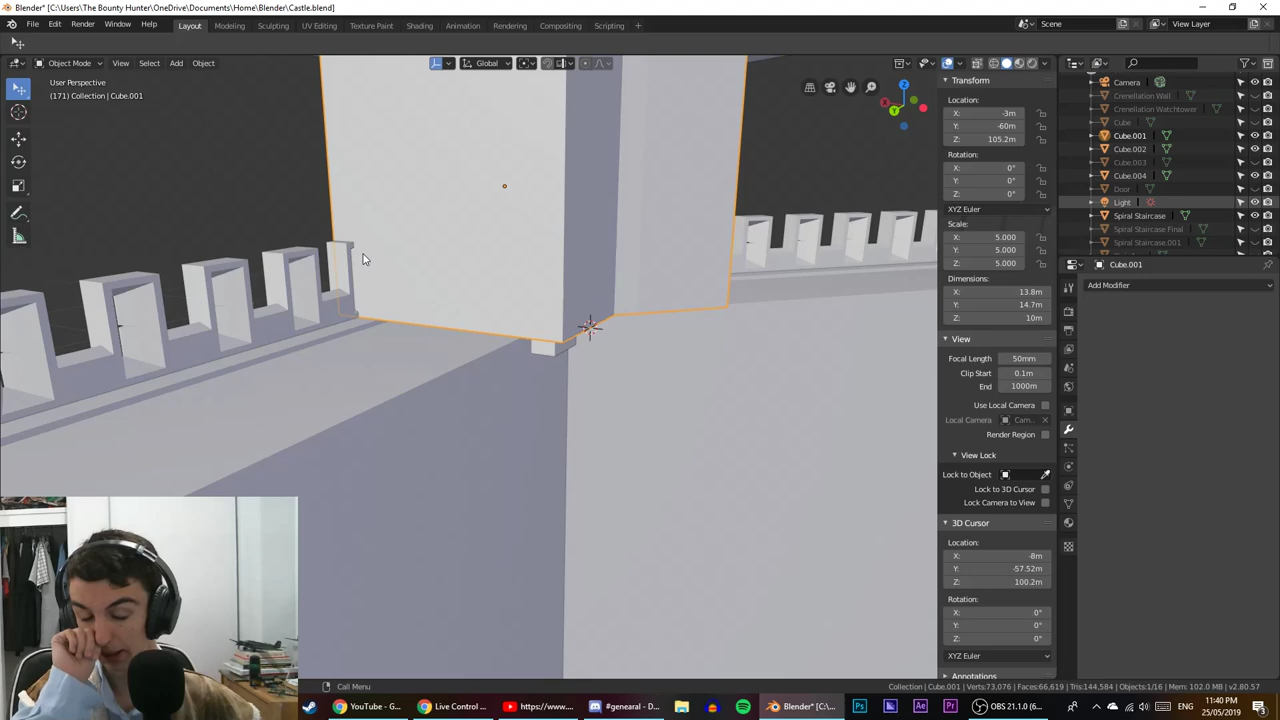 Blender* [C:\Users\The Bounty Hunter\OneDrive\Documents\Home\Blender\Castle.blend]
File Edit Render Window Help Layout Modeling Sculpting UV Editing Texture Paint Shading Animation Rendering Compositing Scripting Scene View Layer
Object Mode View Select Add Object Global
User Perspective
(171) Collection | Cube.001
Z
X
Y
Transform
Location:
X: -3m
Y: -60m
Z: 105.2m
Rotation:
X: 0°
Y: 0°
Z: 0°
XYZ Euler
Scale:
X: 5.000
Y: 5.000
Z: 5.000
Dimensions:
X: 13.8m
Y: 14.7m
Z: 10m
View
Focal Length 50mm
Clip Start 0.1m
End 1000m
Use Local Camera
Local Camera Cam...
Render Region
View Lock
Lock to Object
Lock to 3D Cursor
Lock Camera to View
3D Cursor
Location:
X: -8m
Y: -57.52m
Z: 100.2m
Rotation:
X: 0°
Y: 0°
Z: 0°
XYZ Euler
Annotations
Camera
Crenellation Wall
Crenellation Watchtower
Cube
Cube.001
Cube.002
Cube.003
Cube.004
Door
Light
Spiral Staircase
Spiral Staircase Final
Spiral Staircase.001
Cube.001
Add Modifier
Call Menu
Collection | Cube.001 | Verts:73,076 | Faces:66,619 | Tris:144,584 | Objects:1/16 | Mem: 102.0 MB | v2.80.57
YouTube - G... Live Control ... https://www.... #genearal - D... Blender* [C:\... Ps Ae Pr OBS 21.1.0 (6... ENG 11:40 PM
25/05/2019